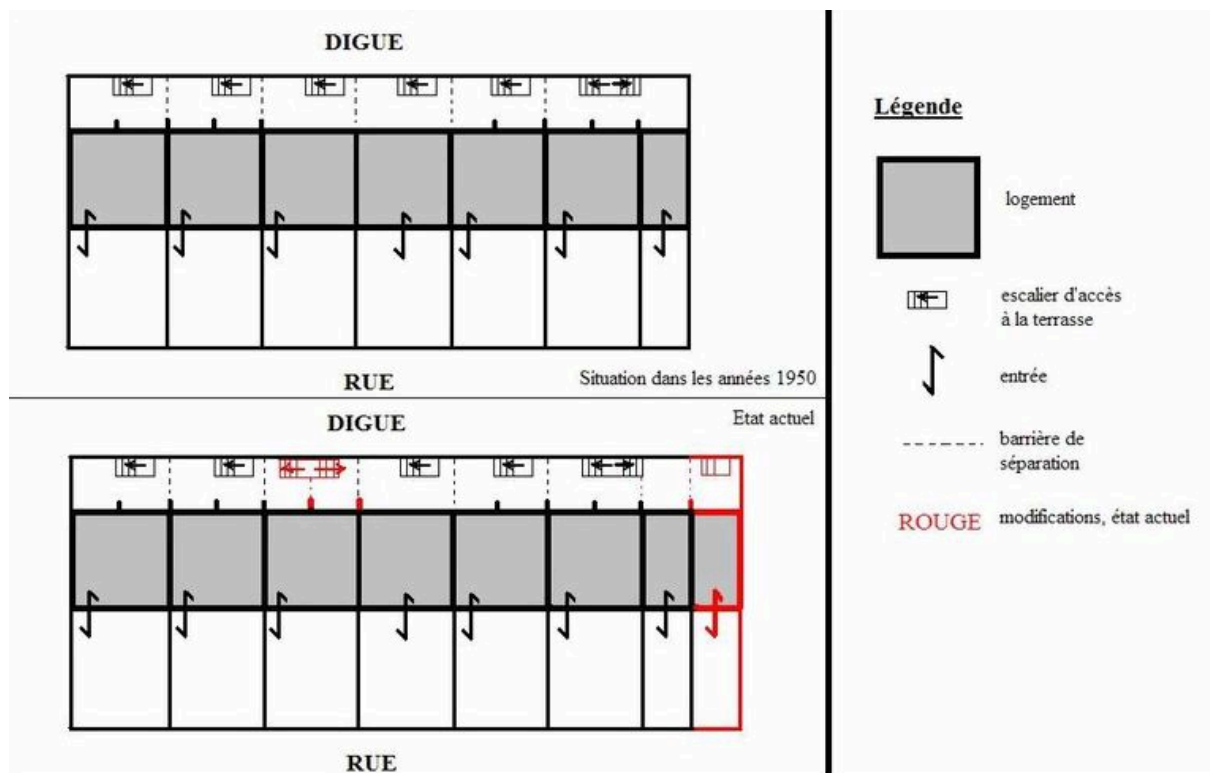 DIGUE
RUE
Situation dans les années 1950
DIGUE
Etat actuel
RUE
Légende
logement
escalier d'accès
à la terrasse
entrée
barrière de
séparation
ROUGE
modifications, état actuel